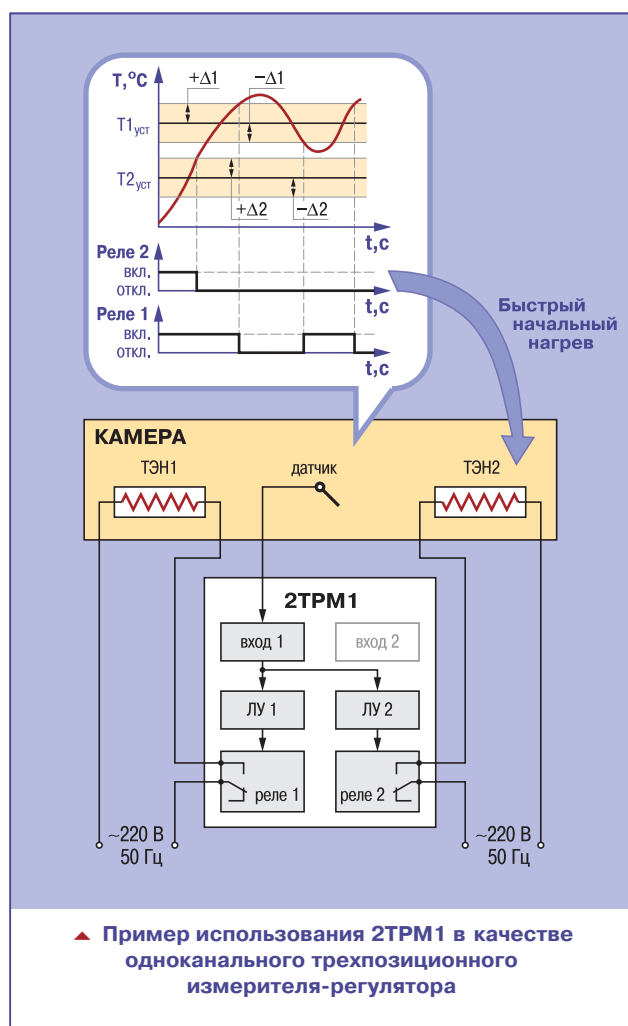 T,°C
+Δ1
−Δ1
T1уст
T2уст
+Δ2
−Δ2
t,c
Реле 2
ВКЛ.
ОТКЛ.
t,c
Реле 1
ВКЛ.
ОТКЛ.
t,c
Быстрый
начальный
нагрев
КАМЕРА
ТЭН1
датчик
ТЭН2
2ТРМ1
вход 1
вход 2
ЛУ 1
ЛУ 2
реле 1
реле 2
~220 В
50 Гц
~220 В
50 Гц
Пример использования 2ТРМ1 в качестве
одноканального трехпозиционного
измерителя-регулятора